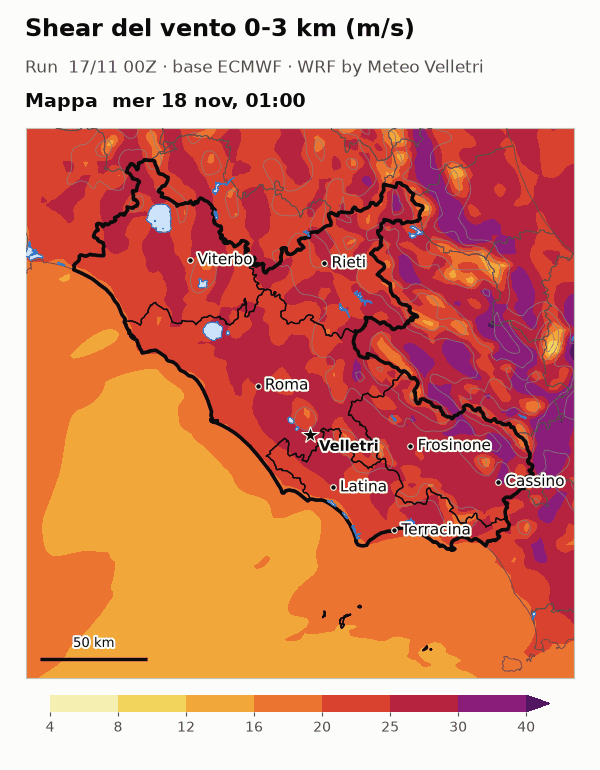 Shear del vento 0-3 km (m/s)
Run  17/11 00Z · base ECMWF · WRF by Meteo Velletri
Mappa  mer 18 nov, 01:00
Viterbo
Rieti
Roma
Velletri
Frosinone
Cassino
Latina
Terracina
50 km
4 8 12 16 20 25 30 40